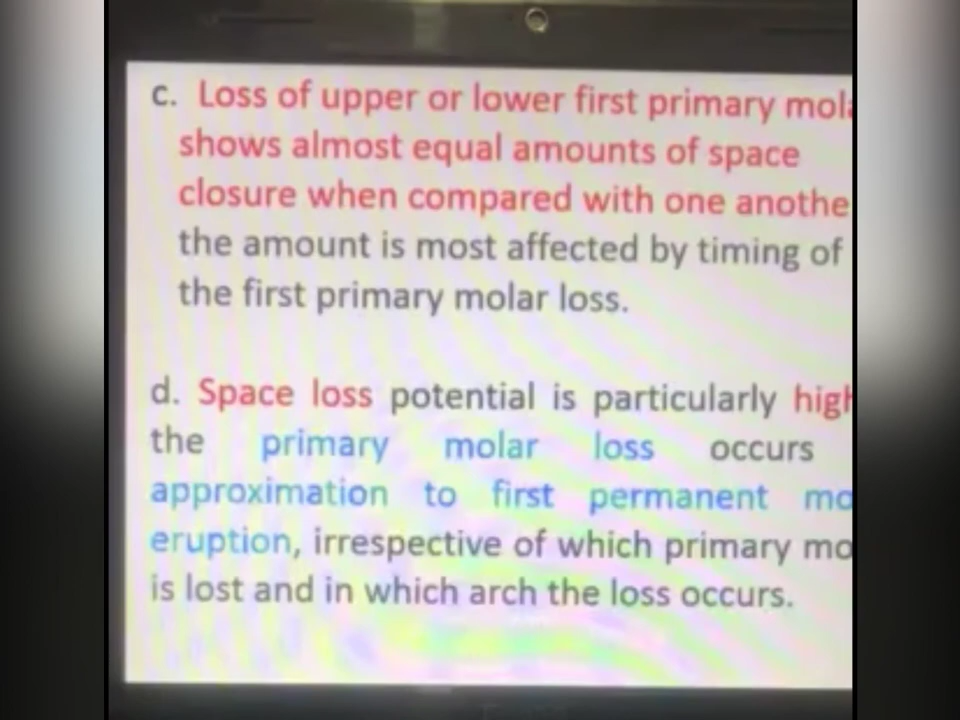 c. Loss of upper or lower first primary mola
shows almost equal amounts of space
closure when compared with one anothe
the amount is most affected by timing of
the first primary molar loss.
d. Space loss potential is particularly high
the primary molar loss occurs
approximation to first permanent mo
eruption, irrespective of which primary mo
is lost and in which arch the loss occurs.